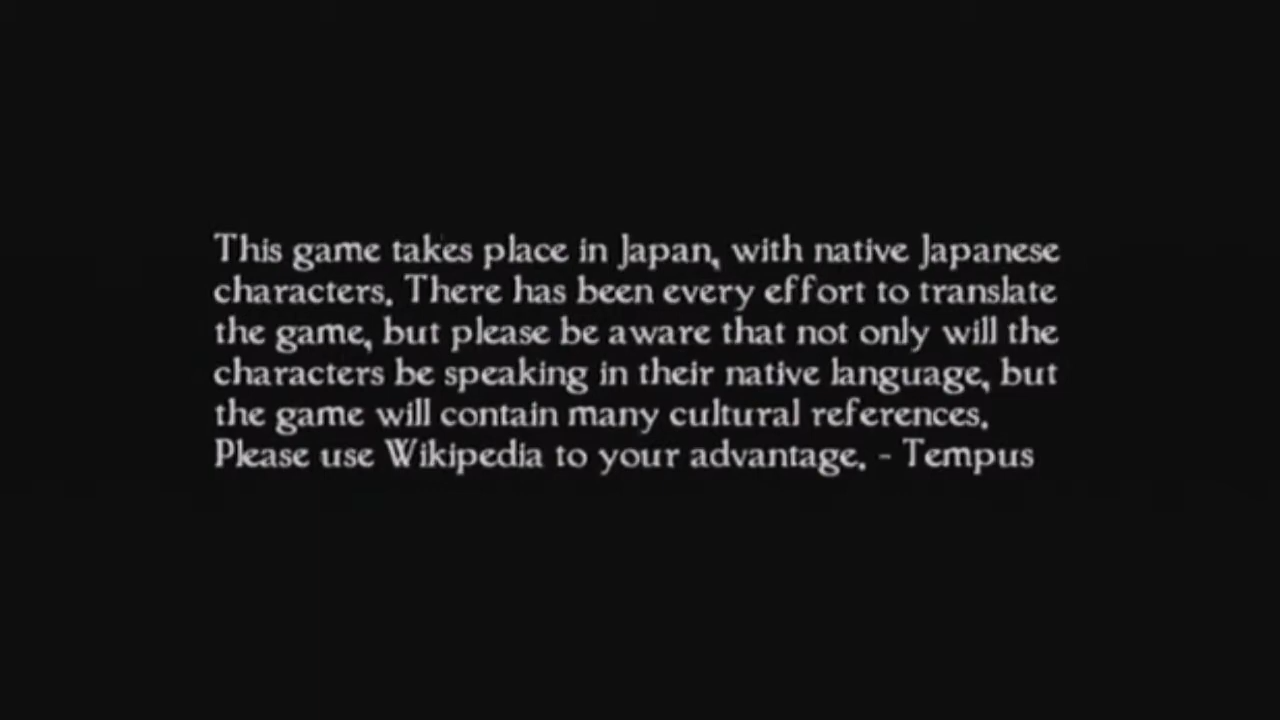 This game takes place in Japan, with native Japanese
characters. There has been every effort to translate
the game, but please be aware that not only will the
characters be speaking in their native language, but
the game will contain many cultural references.
Please use Wikipedia to your advantage. - Tempus